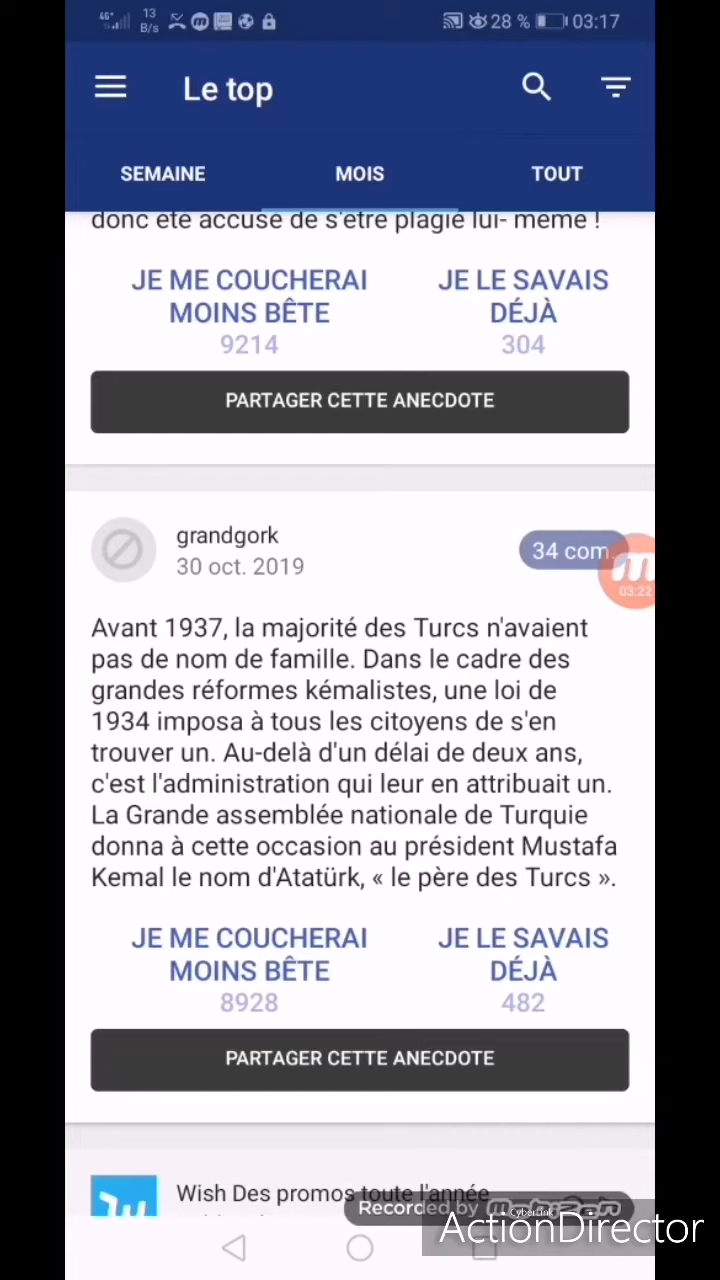 4G+ 13 B/s 28 % 03:17
Le top
SEMAINE MOIS TOUT
donc été accusé de s'être plagié lui- même !
JE ME COUCHERAI JE LE SAVAIS
MOINS BÊTE DÉJÀ
9214 304
PARTAGER CETTE ANECDOTE
grandgork
30 oct. 2019
34 com.
03:22
Avant 1937, la majorité des Turcs n'avaient
pas de nom de famille. Dans le cadre des
grandes réformes kémalistes, une loi de
1934 imposa à tous les citoyens de s'en
trouver un. Au-delà d'un délai de deux ans,
c'est l'administration qui leur en attribuait un.
La Grande assemblée nationale de Turquie
donna à cette occasion au président Mustafa
Kemal le nom d'Atatürk, « le père des Turcs ».
JE ME COUCHERAI JE LE SAVAIS
MOINS BÊTE DÉJÀ
8928 482
PARTAGER CETTE ANECDOTE
Wish Des promos toute l'année
Recorded by
CyberLink
ActionDirector